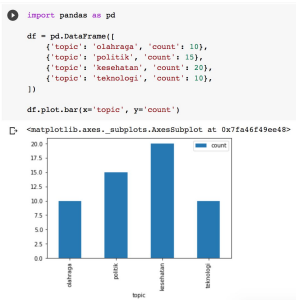 import pandas as pd
df = pd.DataFrame([
{'topic': 'olahraga', 'count': 10},
{'topic': 'politik', 'count': 15},
{'topic': 'kesehatan', 'count': 20},
{'topic': 'teknologi', 'count': 10},
])
df.plot.bar(x='topic', y='count')
<matplotlib.axes._subplots.AxesSubplot at 0x7fa46f49ee48>
count
20.0
17.5
15.0
12.5
10.0
7.5
5.0
2.5
0.0
olahraga
politik
kesehatan
teknologi
topic